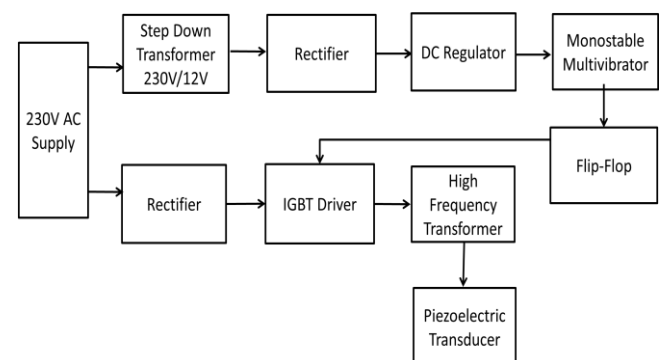 230V AC
Supply
Step Down
Transformer
230V/12V
Rectifier
DC Regulator
Monostable
Multivibrator
Flip-Flop
Rectifier
IGBT Driver
High
Frequency
Transformer
Piezoelectric
Transducer